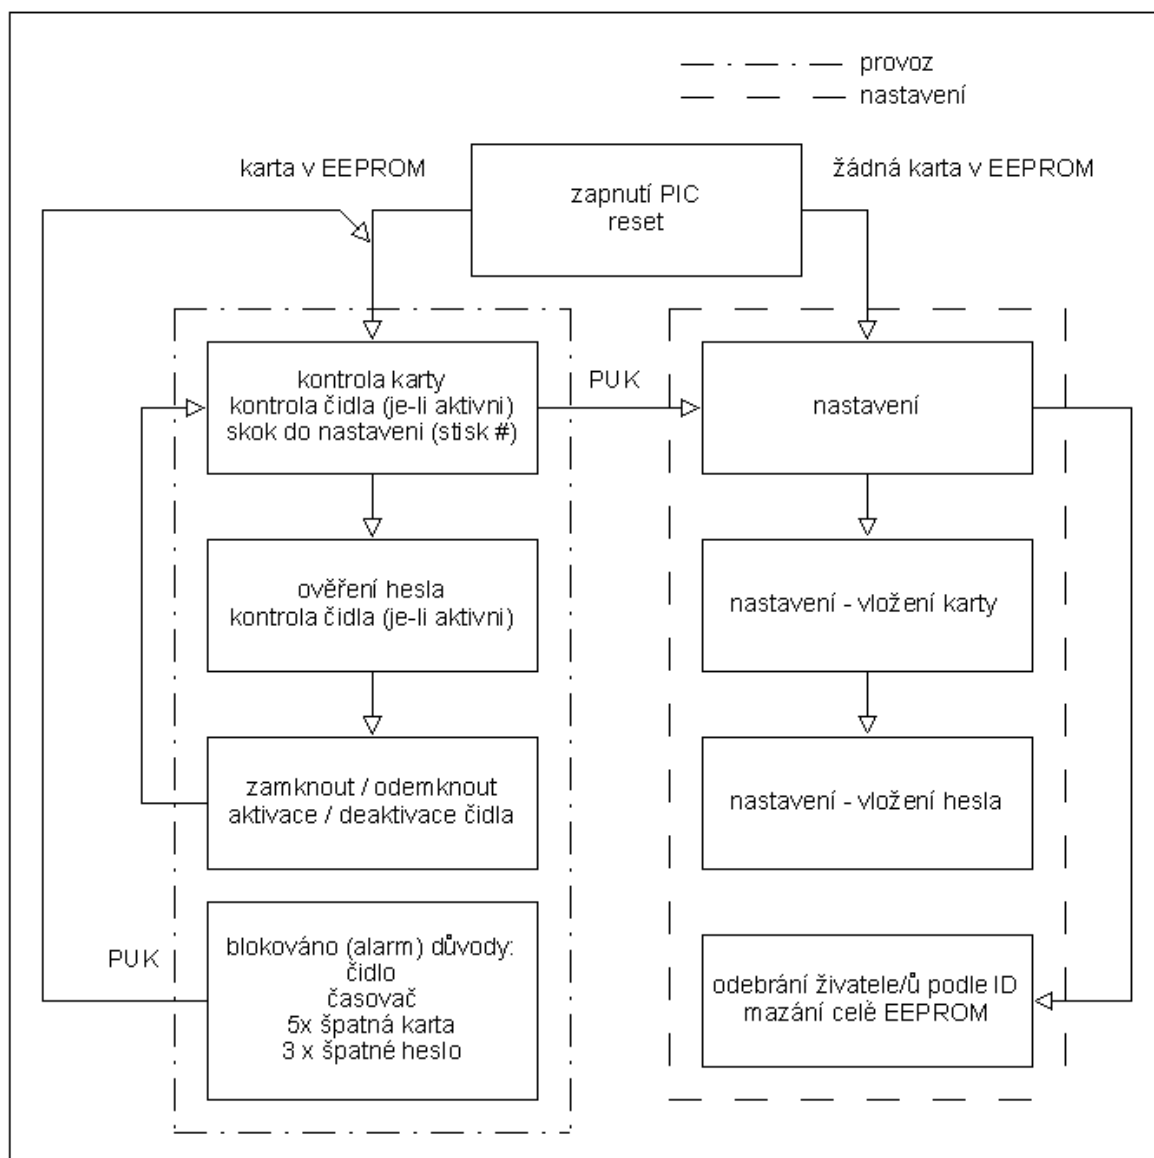 provoz
nastavení
karta v EEPROM
zapnutí PIC
reset
žádná karta v EEPROM
kontrola karty
kontrola čidla (je-li aktivni)
skok do nastaveni (stisk #)
PUK
nastavení
ověření hesla
kontrola čidla (je-li aktivni)
nastavení - vložení karty
zamknout / odemknout
aktivace / deaktivace čidla
nastavení - vložení hesla
PUK
blokováno (alarm) důvody:
čidlo
časovač
5x špatná karta
3 x špatné heslo
odebrání živatele/ů podle ID
mazání celé EEPROM